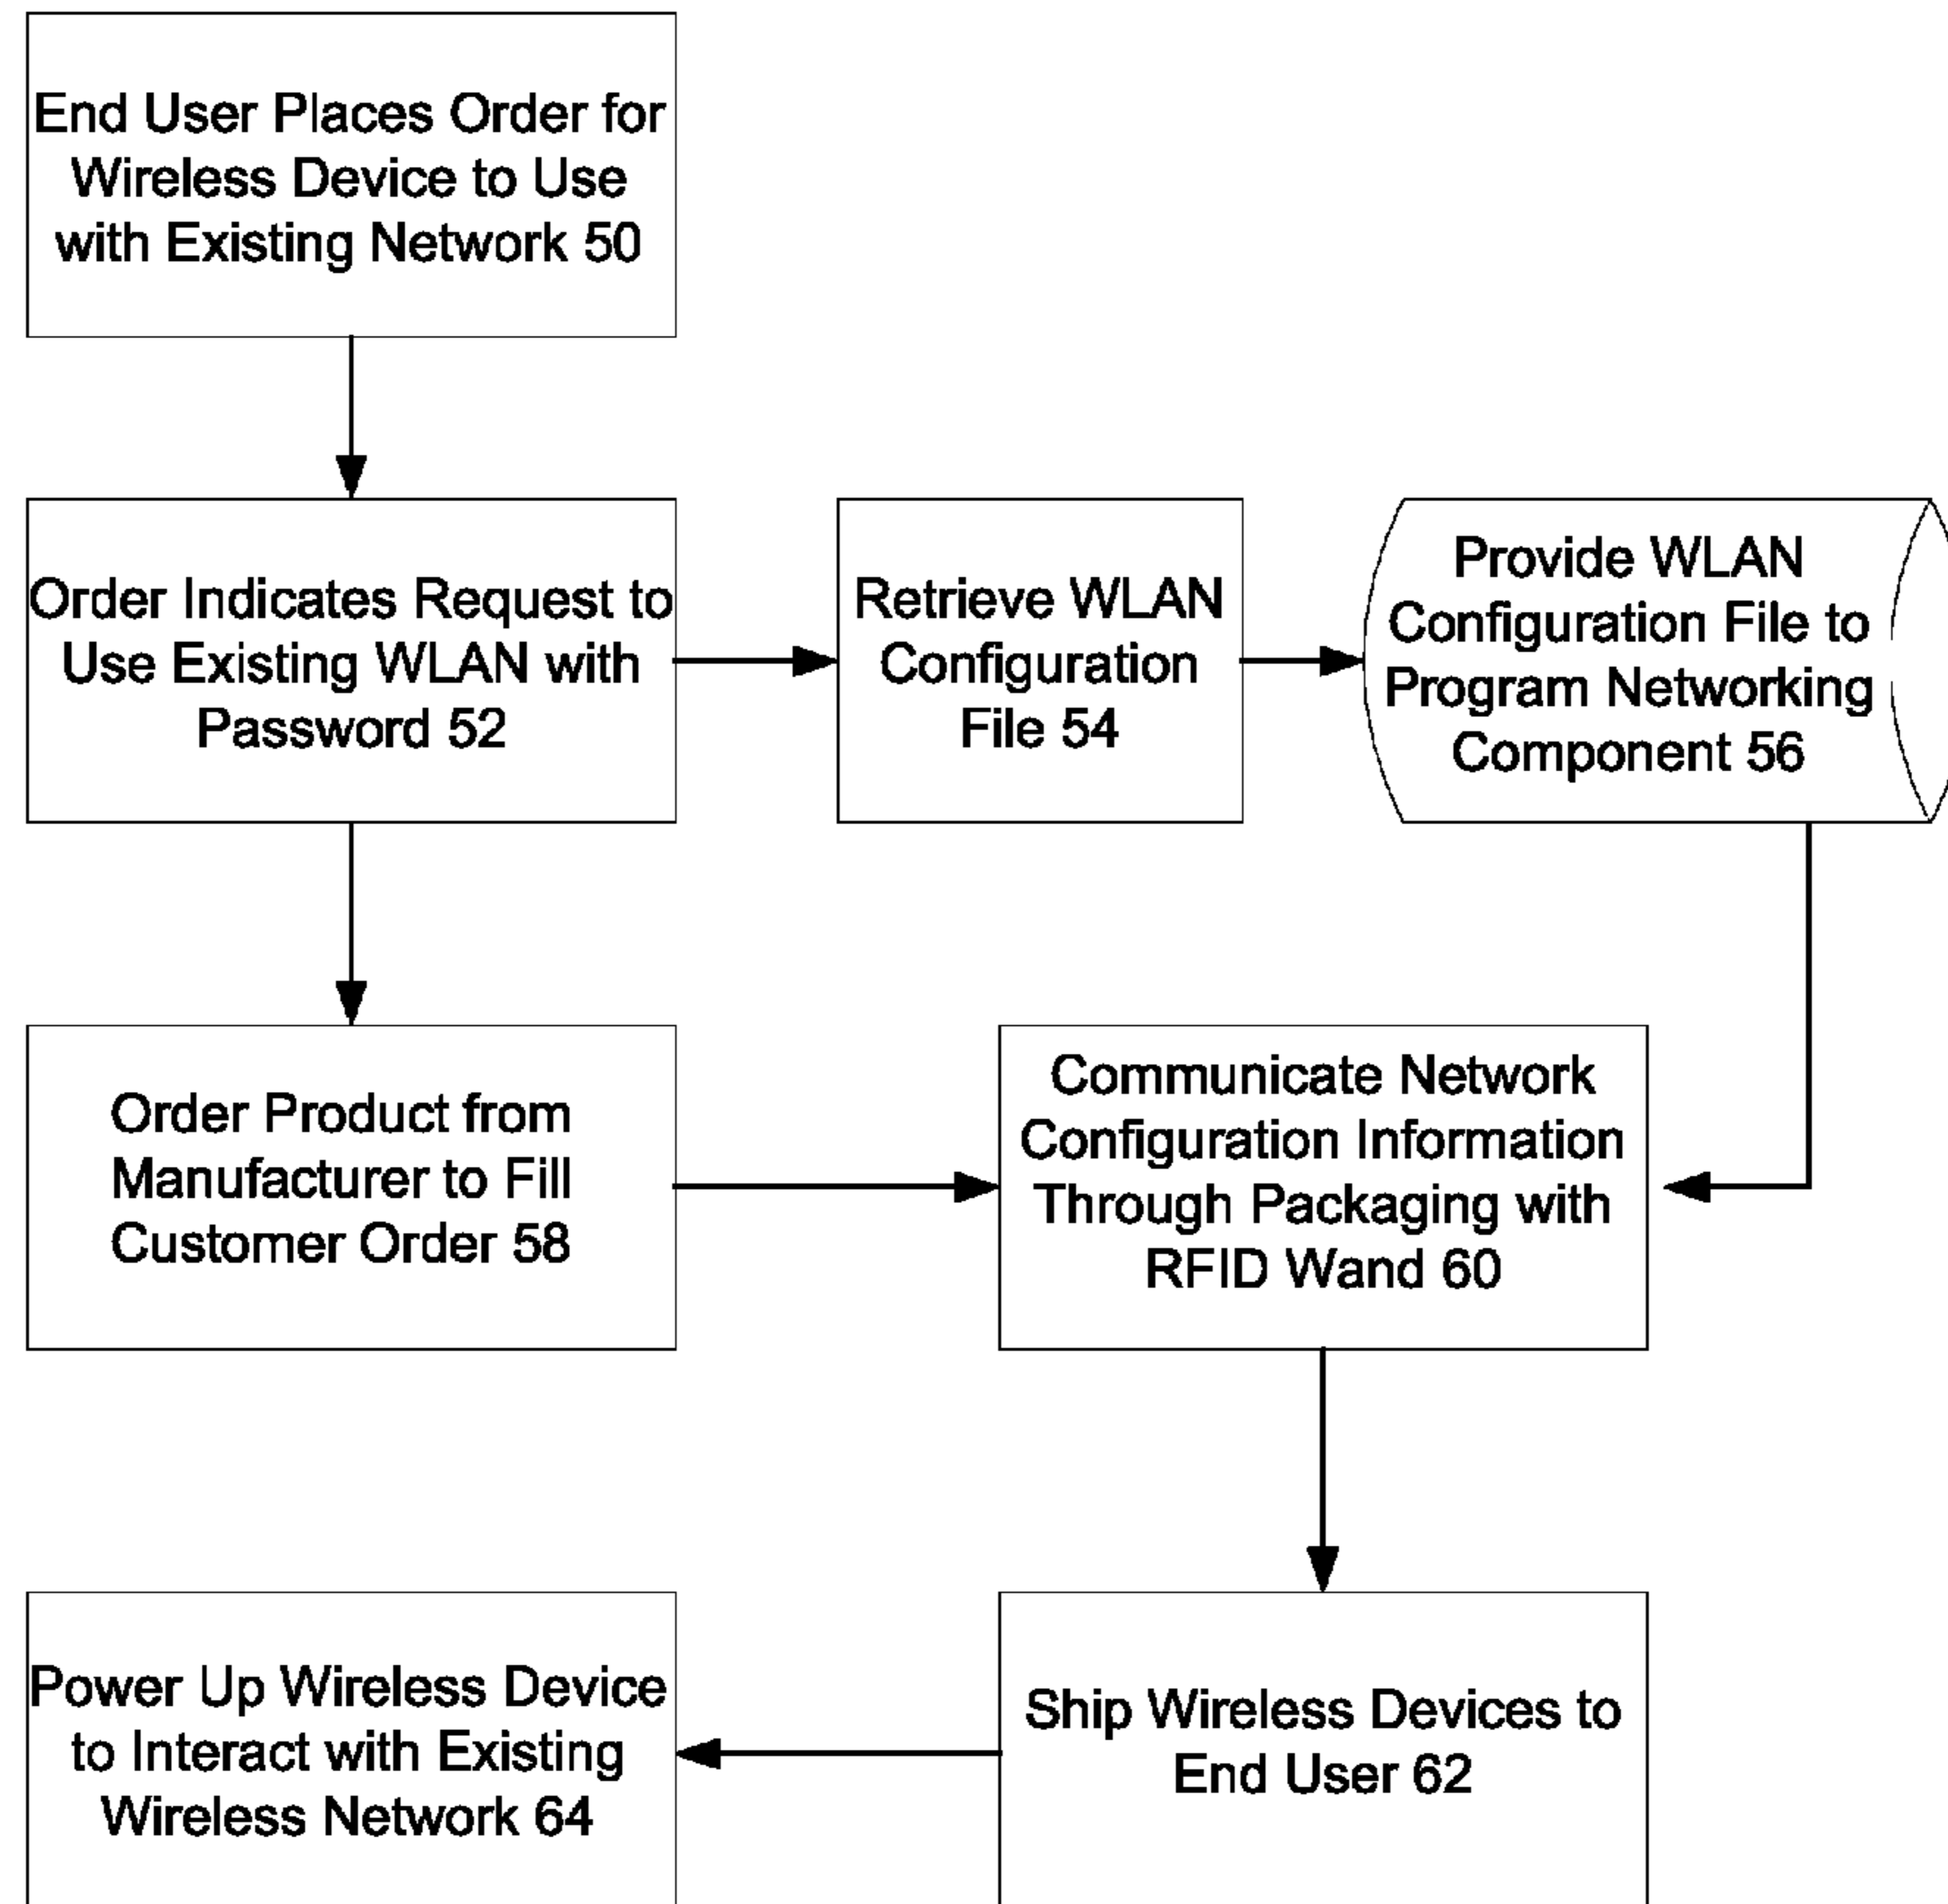 End User Places Order for
Wireless Device to Use
with Existing Network 50
Order Indicates Request to
Use Existing WLAN with
Password 52
Retrieve WLAN
Configuration
File 54
Provide WLAN
Configuration File to
Program Networking
Component 56
Order Product from
Manufacturer to Fill
Customer Order 58
Communicate Network
Configuration Information
Through Packaging with
RFID Wand 60
Power Up Wireless Device
to Interact with Existing
Wireless Network 64
Ship Wireless Devices to
End User 62